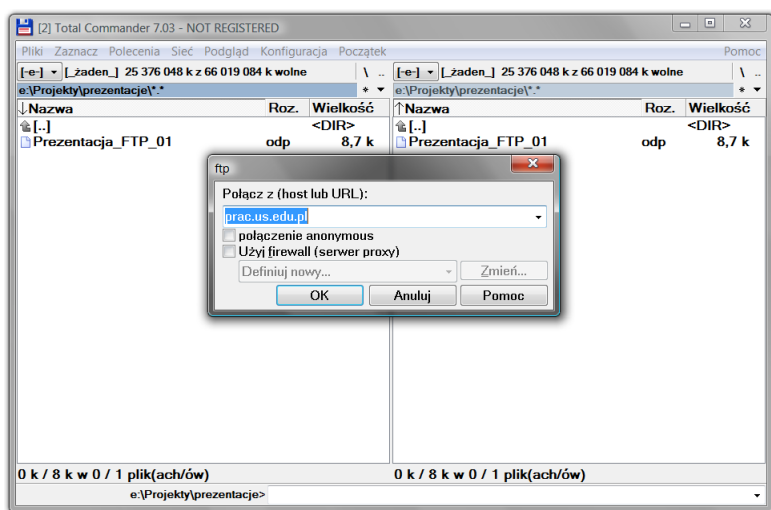 [2] Total Commander 7.03 - NOT REGISTERED
Pliki Zaznacz Polecenia Sieć Podgląd Konfiguracja Początek Pomoc
[-e-] [_żaden_] 25 376 048 k z 66 019 084 k wolne \ .. [-e-] [_żaden_] 25 376 048 k z 66 019 084 k wolne \ ..
e:\Projekty\prezentacje\*.* * e:\Projekty\prezentacje\*.* *
↓Nazwa Roz. Wielkość ↑Nazwa Roz. Wielkość
[..] <DIR> [..] <DIR>
Prezentacja_FTP_01 odp 8,7 k Prezentacja_FTP_01 odp 8,7 k
ftp
Połącz z (host lub URL):
prac.us.edu.pl
połączenie anonymous
Użyj firewall (serwer proxy)
Definiuj nowy... Zmień...
OK Anuluj Pomoc
0 k / 8 k w 0 / 1 plik(ach/ów) 0 k / 8 k w 0 / 1 plik(ach/ów)
e:\Projekty\prezentacje>